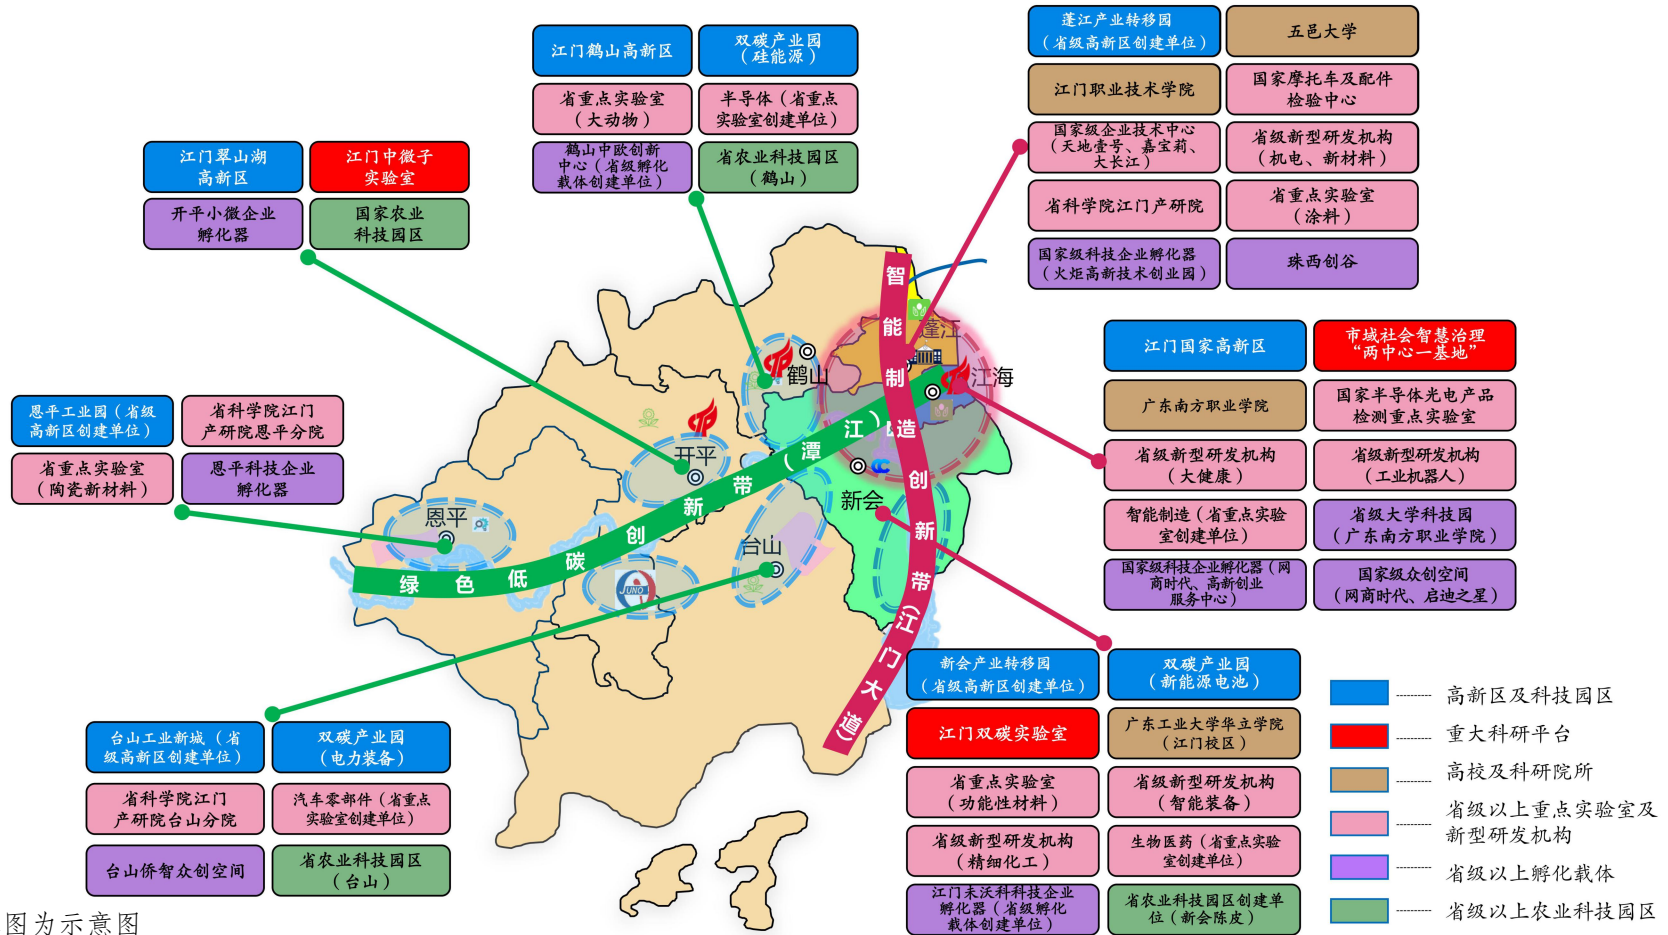 江门鹤山高新区
双碳产业园
（硅能源）
省重点实验室
（大动物）
半导体（省重点
实验室创建单位）
鹤山中欧创新
中心（省级孵化
载体创建单位）
省农业科技园区
（鹤山）
蓬江产业转移园
（省级高新区创建单位）
五邑大学
江门职业技术学院
国家摩托车及配件
检验中心
国家级企业技术中心
（天地壹号、嘉宝莉、
大长江）
省级新型研发机构
（机电、新材料）
省科学院江门产研院
省重点实验室
（涂料）
国家级科技企业孵化器
（火炬高新技术创业园）
珠西创谷
江门翠山湖
高新区
江门中微子
实验室
开平小微企业
孵化器
国家农业
科技园区
江门国家高新区
市域社会智慧治理
“两中心一基地”
广东南方职业学院
国家半导体光电产品
检测重点实验室
省级新型研发机构
（大健康）
省级新型研发机构
（工业机器人）
智能制造（省重点实验
室创建单位）
省级大学科技园
（广东南方职业学院）
国家级科技企业孵化器（网
商时代、高新创业
服务中心）
国家级众创空间
（网商时代、启迪之星）
恩平工业园（省级
高新区创建单位）
省科学院江门
产研院恩平分院
省重点实验室
（陶瓷新材料）
恩平科技企业
孵化器
蓬江
江海
鹤山
开平
新会
恩平
台山
JUNO
智能制造创新带（江门大道）
绿色低碳创新带（潭江）
台山工业新城（省
级高新区创建单位）
双碳产业园
（电力装备）
省科学院江门
产研院台山分院
汽车零部件（省重点
实验室创建单位）
台山侨智众创空间
省农业科技园区
（台山）
新会产业转移园
（省级高新区创建单位）
双碳产业园
（新能源电池）
江门双碳实验室
广东工业大学华立学院
（江门校区）
省重点实验室
（功能性材料）
省级新型研发机构
（智能装备）
省级新型研发机构
（精细化工）
生物医药（省重点实验
室创建单位）
江门未沃科科技企业
孵化器（省级孵化
载体创建单位）
省农业科技园区创建单
位（新会陈皮）
高新区及科技园区
重大科研平台
高校及科研院所
省级以上重点实验室及
新型研发机构
省级以上孵化载体
省级以上农业科技园区
图为示意图